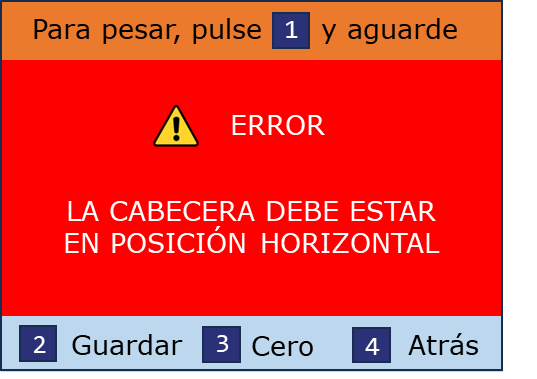 Para pesar, pulse 1 y aguarde
ERROR
LA CABECERA DEBE ESTAR
EN POSICIÓN HORIZONTAL
2 Guardar 3 Cero 4 Atrás